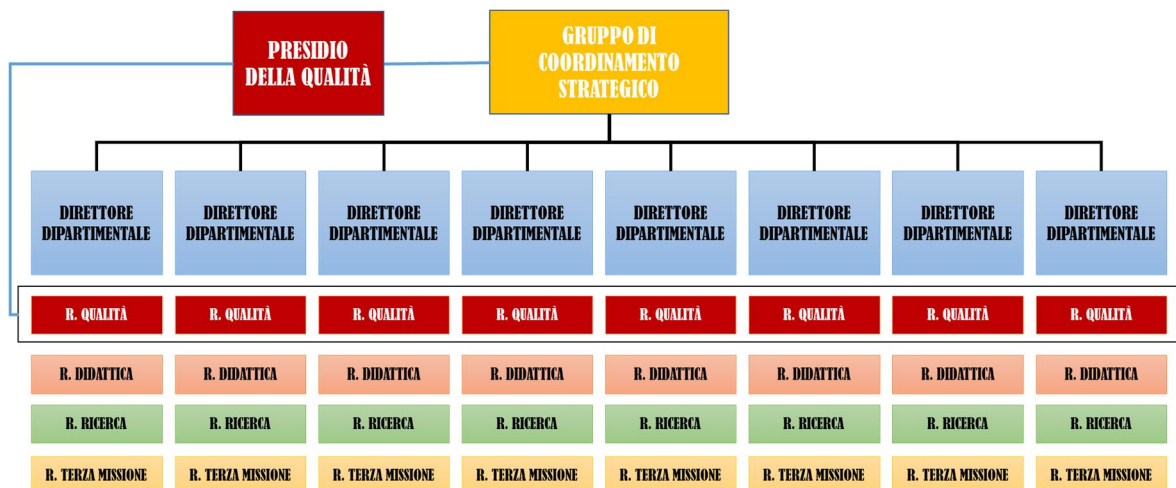 PRESIDIO
DELLA QUALITÀ
GRUPPO DI
COORDINAMENTO
STRATEGICO
DIRETTORE DIPARTIMENTALE
DIRETTORE DIPARTIMENTALE
DIRETTORE DIPARTIMENTALE
DIRETTORE DIPARTIMENTALE
DIRETTORE DIPARTIMENTALE
DIRETTORE DIPARTIMENTALE
DIRETTORE DIPARTIMENTALE
DIRETTORE DIPARTIMENTALE
R. QUALITÀ R. QUALITÀ R. QUALITÀ R. QUALITÀ R. QUALITÀ R. QUALITÀ R. QUALITÀ R. QUALITÀ
R. DIDATTICA R. DIDATTICA R. DIDATTICA R. DIDATTICA R. DIDATTICA R. DIDATTICA R. DIDATTICA R. DIDATTICA
R. RICERCA R. RICERCA R. RICERCA R. RICERCA R. RICERCA R. RICERCA R. RICERCA R. RICERCA
R. TERZA MISSIONE R. TERZA MISSIONE R. TERZA MISSIONE R. TERZA MISSIONE R. TERZA MISSIONE R. TERZA MISSIONE R. TERZA MISSIONE R. TERZA MISSIONE